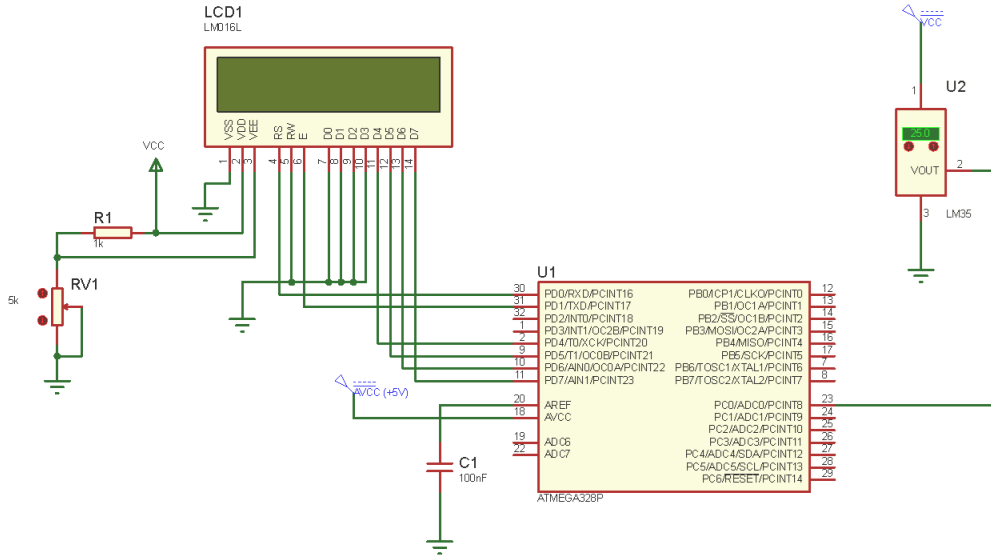 LCD1
LM016L
VSS
VDD
VEE
RS
RW
E
D0
D1
D2
D3
D4
D5
D6
D7
1
2
3
4
5
6
7
8
9
10
11
12
13
14
VCC
R1
1k
RV1
5k
VCC
U2
1
25.0
VOUT
2
3
LM35
U1
30 PD0/RXD/PCINT16
31 PD1/TXD/PCINT17
32 PD2/INT0/PCINT18
1 PD3/INT1/OC2B/PCINT19
2 PD4/T0/XCK/PCINT20
9 PD5/T1/OC0B/PCINT21
10 PD6/AIN0/OC0A/PCINT22
11 PD7/AIN1/PCINT23
20 AREF
18 AVCC
19 ADC6
22 ADC7
PB0/ICP1/CLKO/PCINT0 12
PB1/OC1A/PCINT1 13
PB2/SS/OC1B/PCINT2 14
PB3/MOSI/OC2A/PCINT3 15
PB4/MISO/PCINT4 16
PB5/SCK/PCINT5 17
PB6/TOSC1/XTAL1/PCINT6 7
PB7/TOSC2/XTAL2/PCINT7 8
PC0/ADC0/PCINT8 23
PC1/ADC1/PCINT9 24
PC2/ADC2/PCINT10 25
PC3/ADC3/PCINT11 26
PC4/ADC4/SDA/PCINT12 27
PC5/ADC5/SCL/PCINT13 28
PC6/RESET/PCINT14 29
ATMEGA328P
AVCC (+5V)
C1
100nF